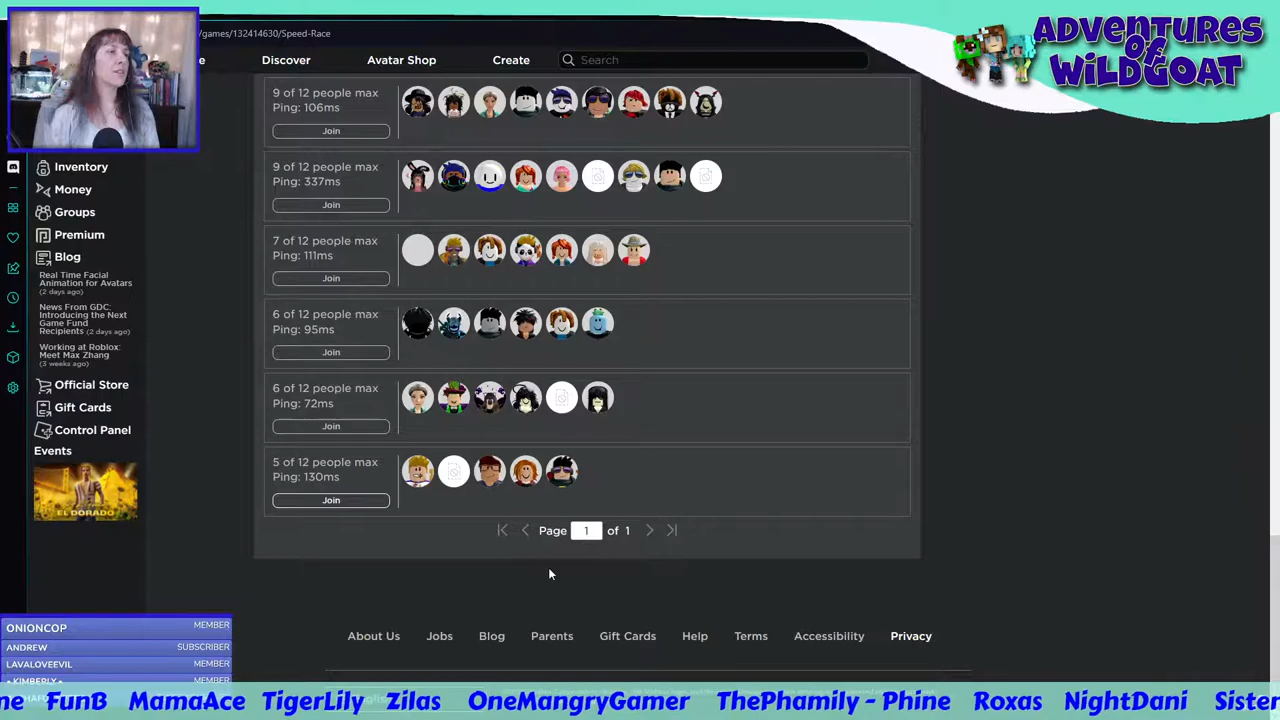 /games/132414630/Speed-Race
Discover
Avatar Shop
Create
Search
ADVENTURES
OF
WILDGOAT
9 of 12 people max
Ping: 106ms
Join
9 of 12 people max
Ping: 337ms
Join
7 of 12 people max
Ping: 111ms
Join
6 of 12 people max
Ping: 95ms
Join
6 of 12 people max
Ping: 72ms
Join
5 of 12 people max
Ping: 130ms
Join
Page 1 of 1
Inventory
Money
Groups
Premium
Blog
Real Time Facial
Animation for Avatars
(2 days ago)
News From GDC:
Introducing the Next
Game Fund
Recipients (2 days ago)
Working at Roblox:
Meet Max Zhang
(3 weeks ago)
Official Store
Gift Cards
Control Panel
Events
EL DORADO
About Us Jobs Blog Parents Gift Cards Help Terms Accessibility Privacy
ONIONCOP MEMBER
ANDREW SUBSCRIBER
LAVALOVEEVIL MEMBER
KIMBERLY MEMBER
me FunB MamaAce TigerLily Zilas OneMangryGamer ThePhamily - Phine Roxas NightDani Sister